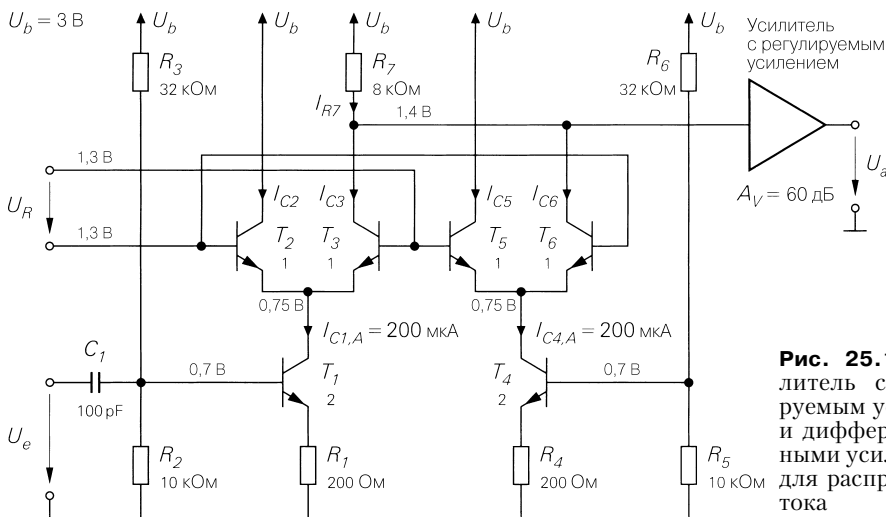 U_b = 3 В
U_b
U_b
U_b
U_b
U_b
Усилитель
с регулируемым
усилением
R_3
32 кОм
R_7
8 кОм
R_6
32 кОм
I_R7
1,4 В
1,3 В
U_R
1,3 В
I_C2
I_C3
I_C5
I_C6
A_V = 60 дБ
U_a
T_2
1
T_3
1
T_5
1
T_6
1
0,75 В
0,75 В
I_C1,A = 200 мкА
I_C4,A = 200 мкА
C_1
100 pF
0,7 В
T_1
2
T_4
2
0,7 В
U_e
R_2
10 кОм
R_1
200 Ом
R_4
200 Ом
R_5
10 кОм
Рис. 25.1
литель с
руемым у
и диффер
ными усил
для распр
тока